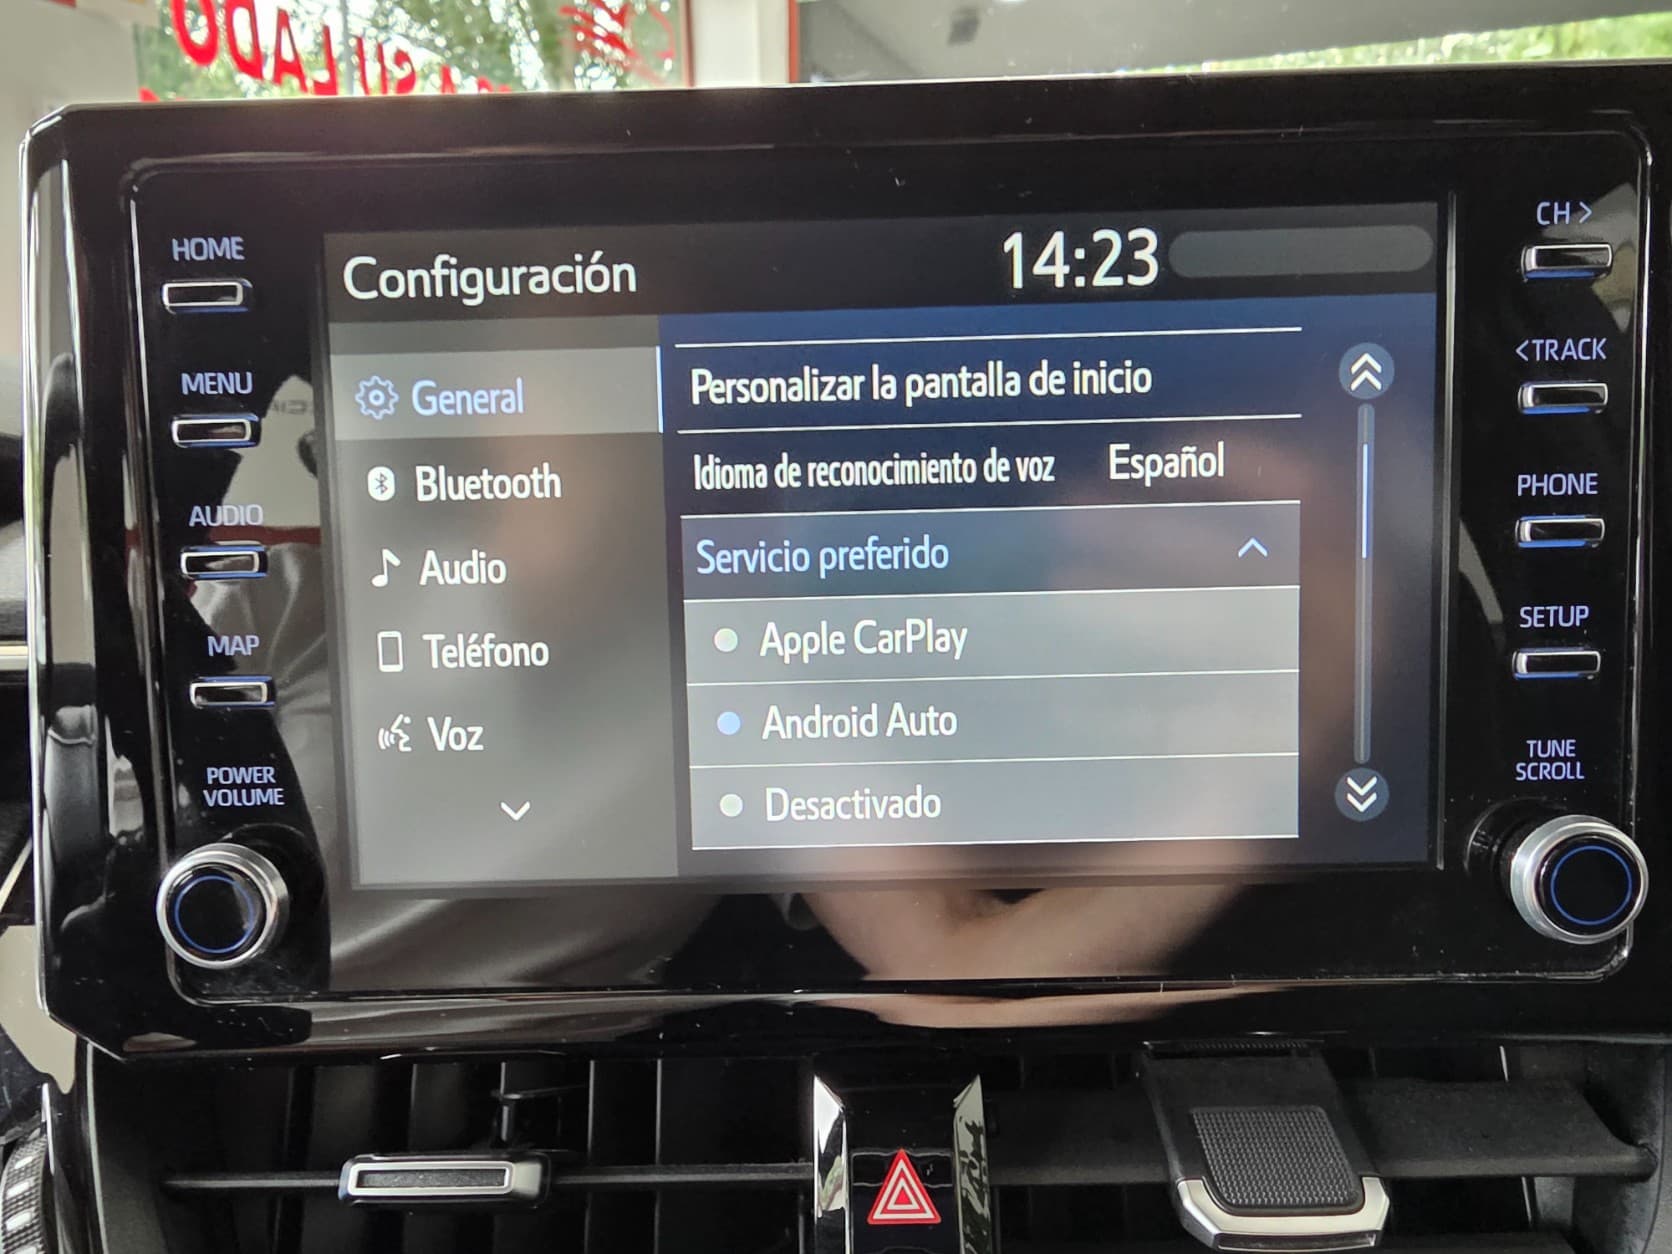 LAVADO
HOME
MENU
AUDIO
MAP
POWER
VOLUME
Configuración
14:23
General
Bluetooth
Audio
Teléfono
Voz
Personalizar la pantalla de inicio
Idioma de reconocimiento de voz Español
Servicio preferido
Apple CarPlay
Android Auto
Desactivado
CH>
<TRACK
PHONE
SETUP
TUNE
SCROLL